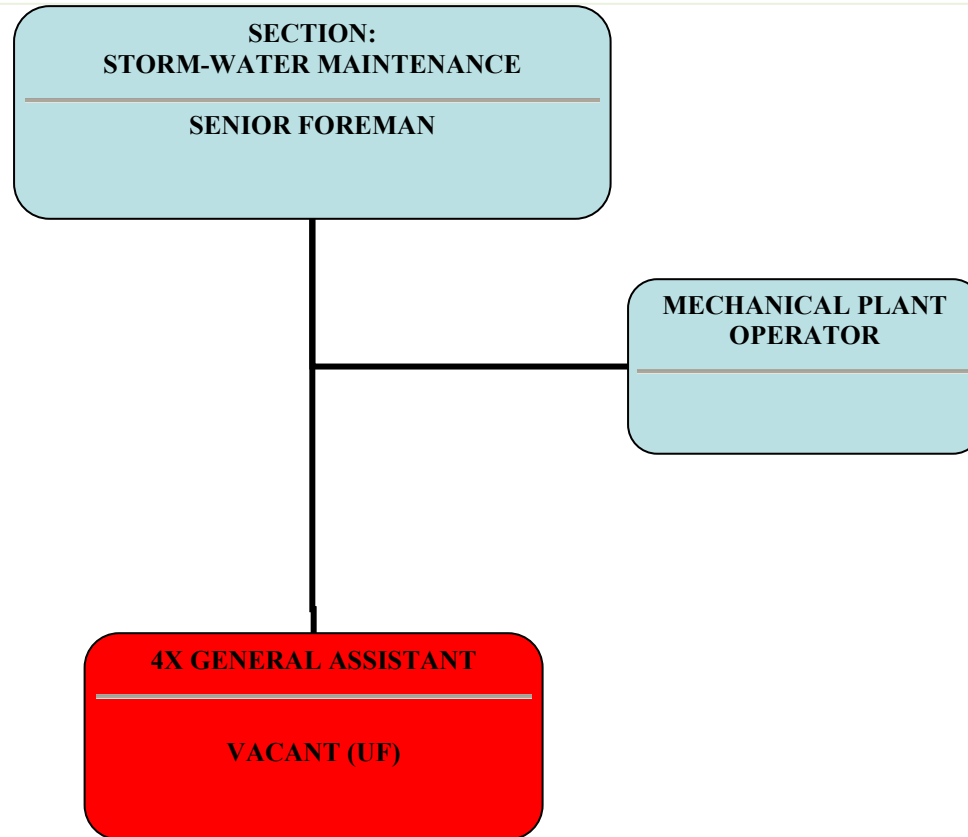 SECTION:
STORM-WATER MAINTENANCE
SENIOR FOREMAN
MECHANICAL PLANT
OPERATOR
4X GENERAL ASSISTANT
VACANT (UF)